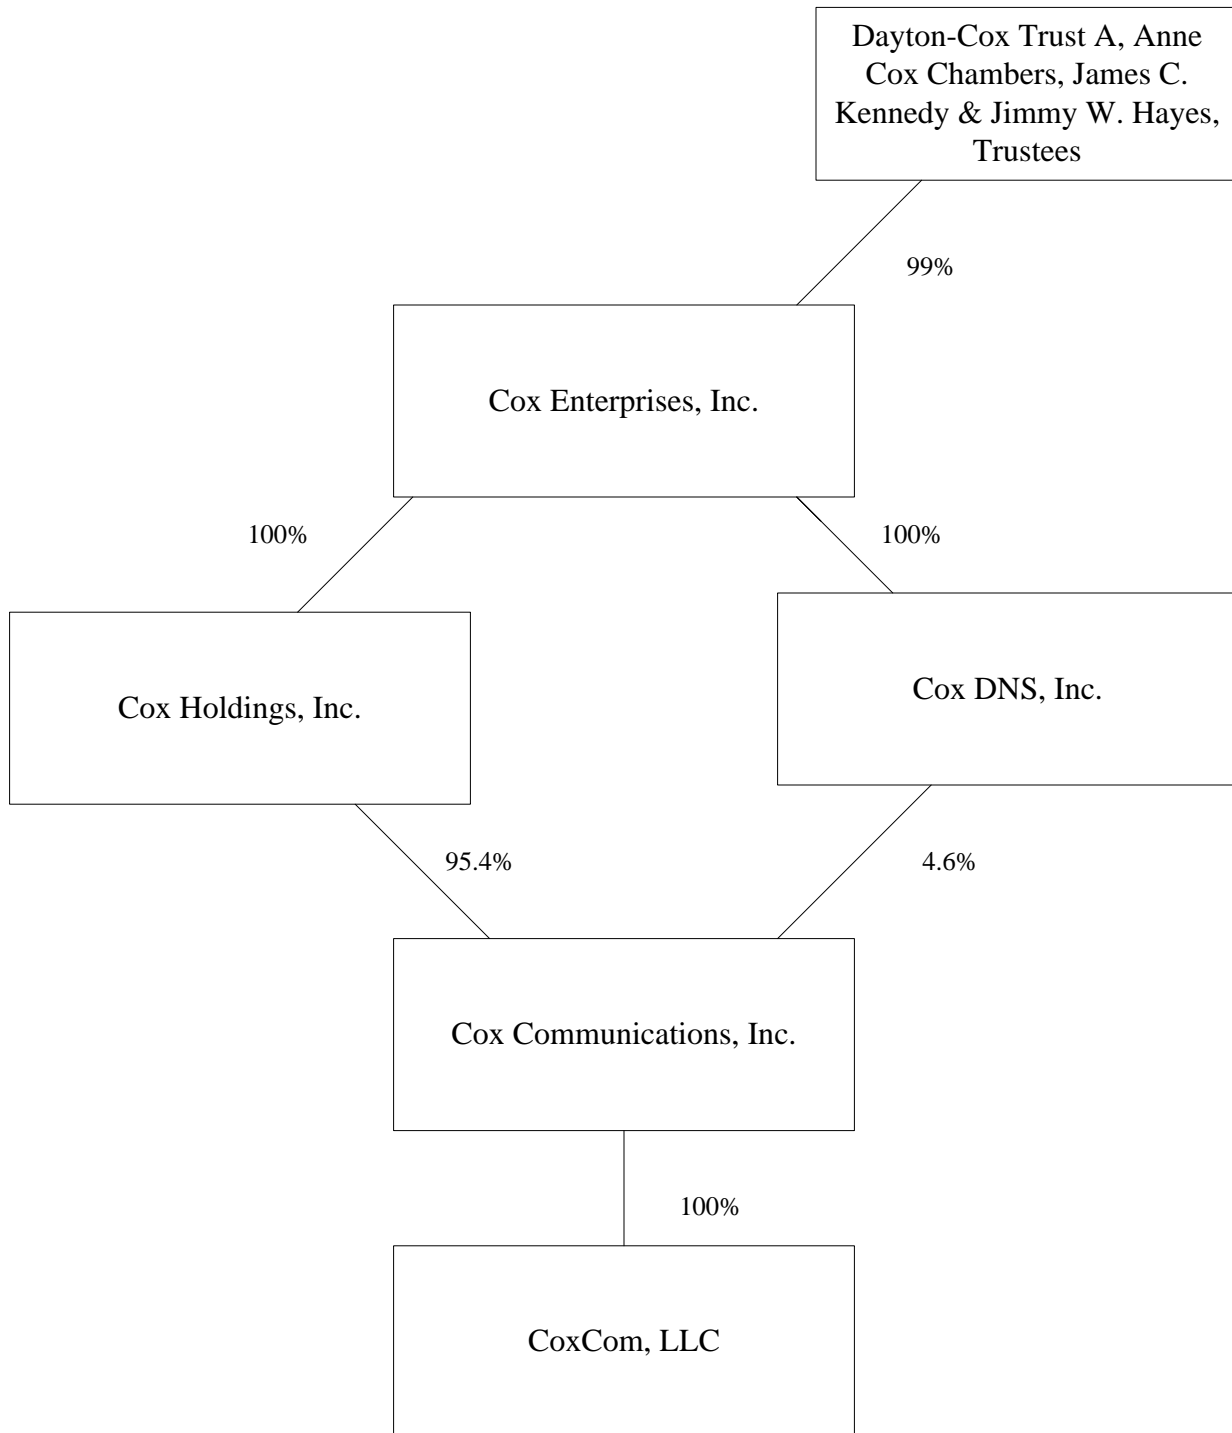 Dayton-Cox Trust A, Anne
Cox Chambers, James C.
Kennedy & Jimmy W. Hayes,
Trustees
99%
Cox Enterprises, Inc.
100%
100%
Cox Holdings, Inc.
Cox DNS, Inc.
95.4%
4.6%
Cox Communications, Inc.
100%
CoxCom, LLC